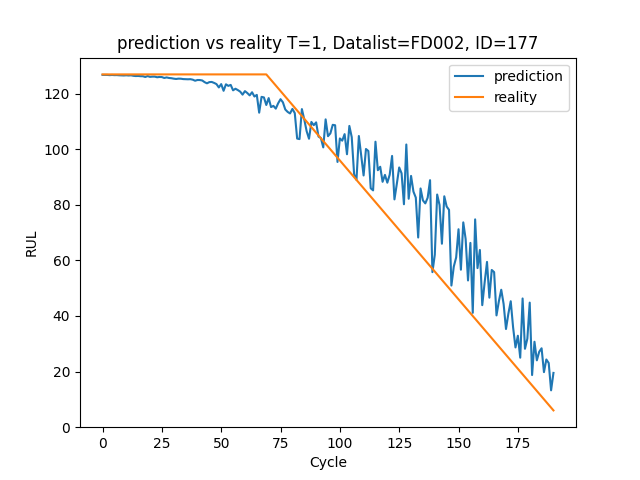 prediction vs reality T=1, Datalist=FD002, ID=177
prediction
reality
RUL
120
100
80
60
40
20
0
0 25 50 75 100 125 150 175
Cycle